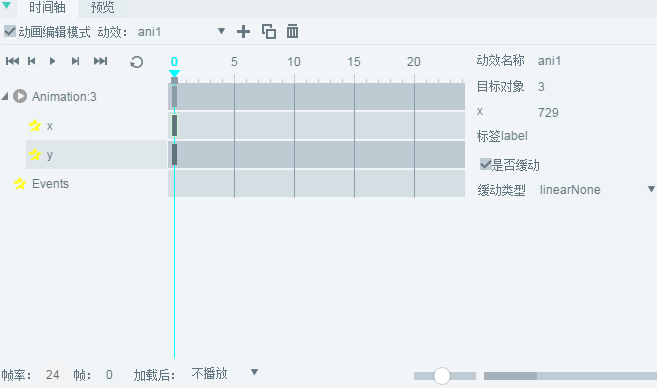 时间轴 预览
动画编辑模式 动效： ani1
0 5 10 15 20
Animation:3
x
y
Events
动效名称 ani1
目标对象 3
x 729
标签label
是否缓动
缓动类型 linearNone
帧率： 24 帧： 0 加载后： 不播放